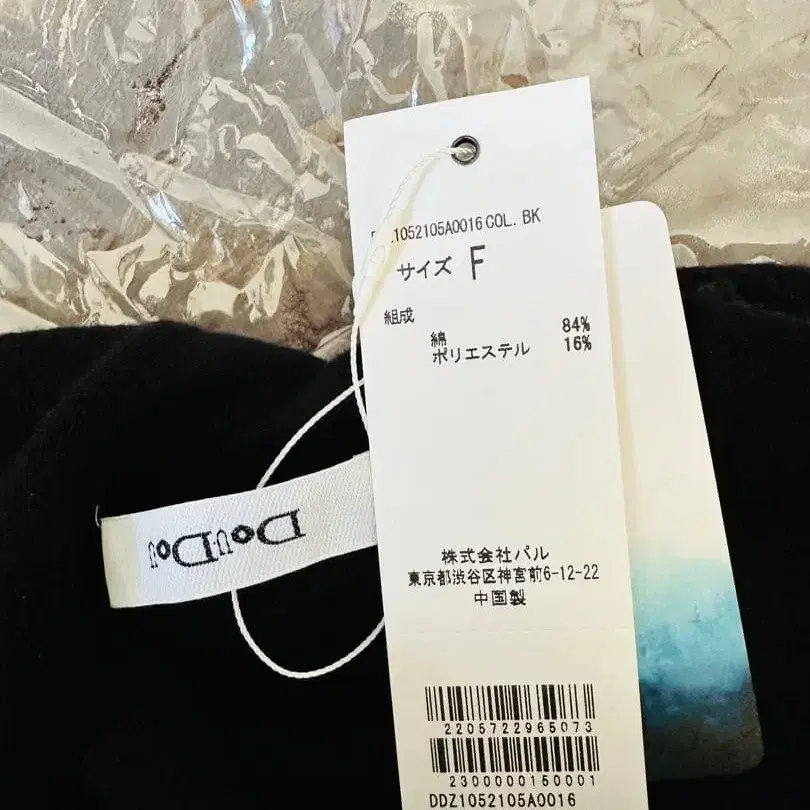 DDZ1052105A0016 COL. BK
サイズ F
組成
綿 84%
ポリエステル 16%
DOUDOU
株式会社パル
東京都渋谷区神宮前6-12-22
中国製
2205722965073
2300000150001
DDZ1052105A0016